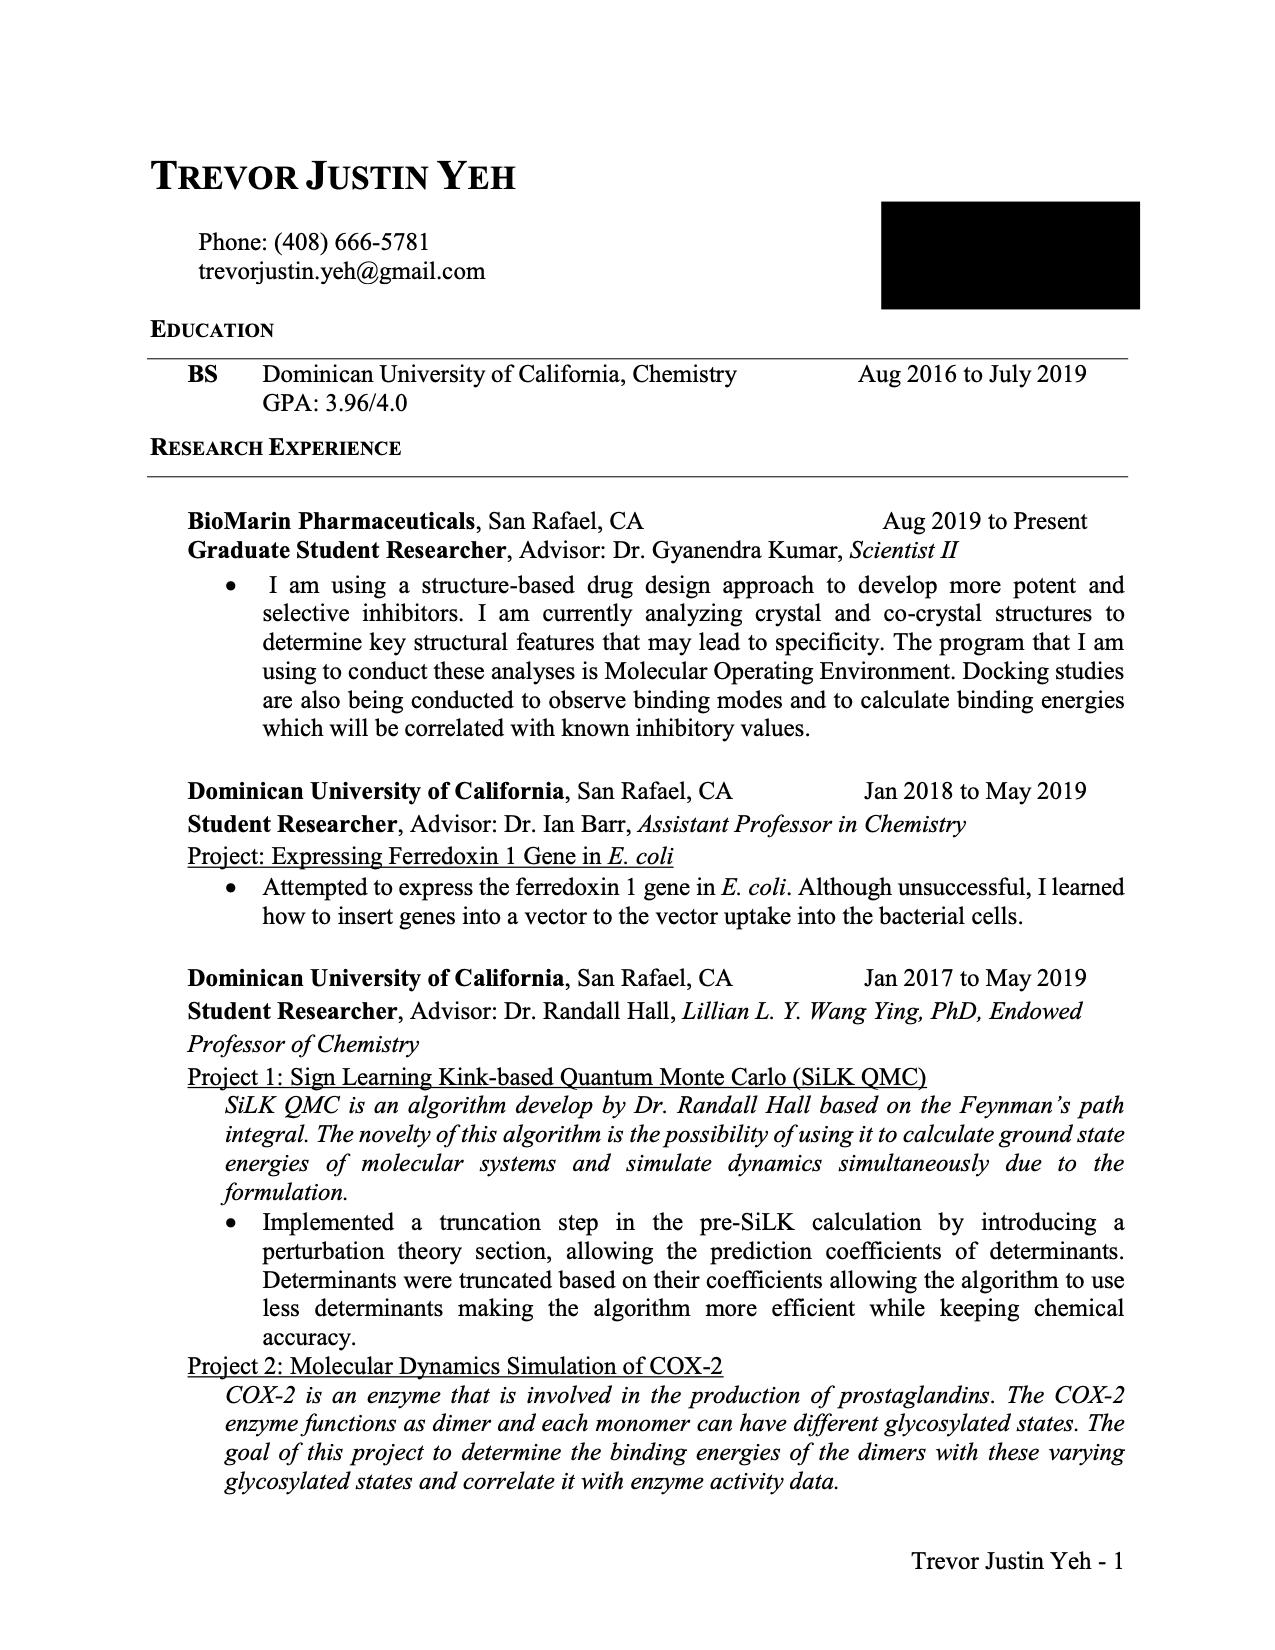 TREVOR JUSTIN YEH
Phone: (408) 666-5781
trevorjustin.yeh@gmail.com
EDUCATION
BS Dominican University of California, Chemistry Aug 2016 to July 2019
GPA: 3.96/4.0
RESEARCH EXPERIENCE
BioMarin Pharmaceuticals, San Rafael, CA Aug 2019 to Present
Graduate Student Researcher, Advisor: Dr. Gyanendra Kumar, Scientist II
• I am using a structure-based drug design approach to develop more potent and
selective inhibitors. I am currently analyzing crystal and co-crystal structures to
determine key structural features that may lead to specificity. The program that I am
using to conduct these analyses is Molecular Operating Environment. Docking studies
are also being conducted to observe binding modes and to calculate binding energies
which will be correlated with known inhibitory values.
Dominican University of California, San Rafael, CA Jan 2018 to May 2019
Student Researcher, Advisor: Dr. Ian Barr, Assistant Professor in Chemistry
Project: Expressing Ferredoxin 1 Gene in E. coli
• Attempted to express the ferredoxin 1 gene in E. coli. Although unsuccessful, I learned
how to insert genes into a vector to the vector uptake into the bacterial cells.
Dominican University of California, San Rafael, CA Jan 2017 to May 2019
Student Researcher, Advisor: Dr. Randall Hall, Lillian L. Y. Wang Ying, PhD, Endowed
Professor of Chemistry
Project 1: Sign Learning Kink-based Quantum Monte Carlo (SiLK QMC)
SiLK QMC is an algorithm develop by Dr. Randall Hall based on the Feynman's path
integral. The novelty of this algorithm is the possibility of using it to calculate ground state
energies of molecular systems and simulate dynamics simultaneously due to the
formulation.
• Implemented a truncation step in the pre-SiLK calculation by introducing a
perturbation theory section, allowing the prediction coefficients of determinants.
Determinants were truncated based on their coefficients allowing the algorithm to use
less determinants making the algorithm more efficient while keeping chemical
accuracy.
Project 2: Molecular Dynamics Simulation of COX-2
COX-2 is an enzyme that is involved in the production of prostaglandins. The COX-2
enzyme functions as dimer and each monomer can have different glycosylated states. The
goal of this project to determine the binding energies of the dimers with these varying
glycosylated states and correlate it with enzyme activity data.
Trevor Justin Yeh - 1